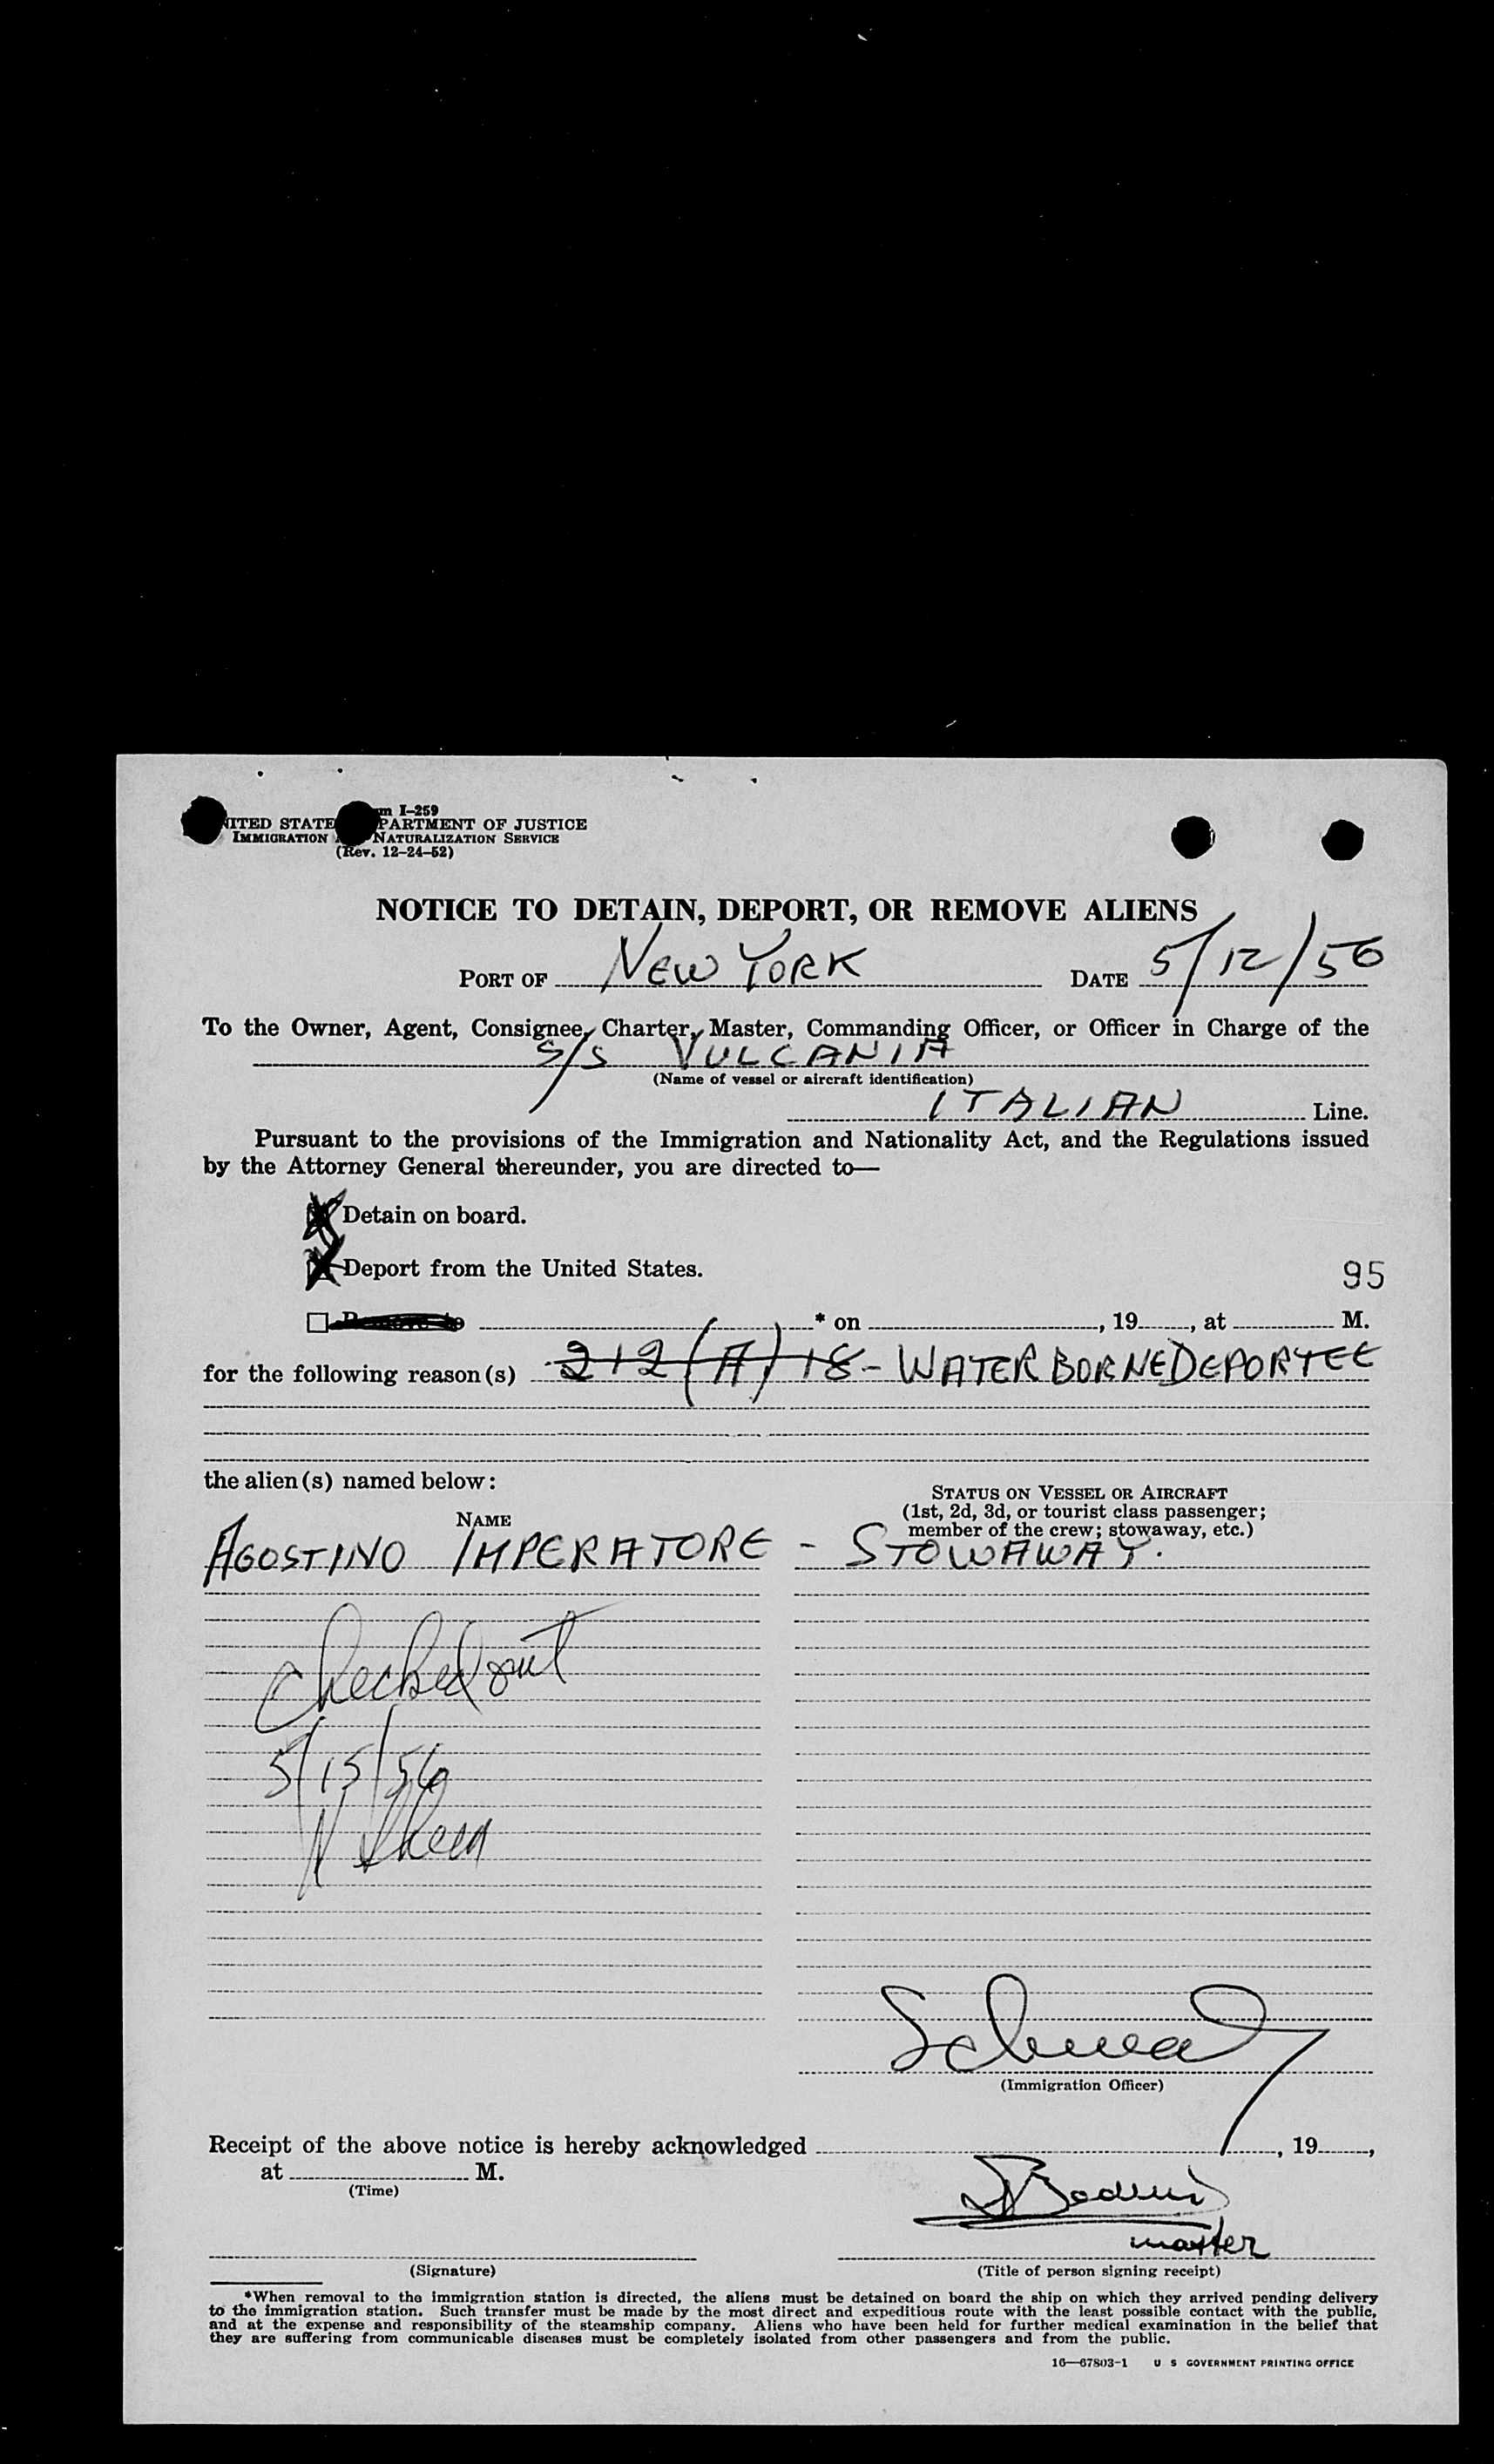 m I-259
ITED STATE PARTMENT OF JUSTICE
IMMIGRATION NATURALIZATION SERVICE
(Rev. 12-24-52)
NOTICE TO DETAIN, DEPORT, OR REMOVE ALIENS
PORT OF NEW YORK DATE 5/12/56
To the Owner, Agent, Consignee, Charter, Master, Commanding Officer, or Officer in Charge of the
S/S VULCANIA
(Name of vessel or aircraft identification)
ITALIAN Line.
Pursuant to the provisions of the Immigration and Nationality Act, and the Regulations issued
by the Attorney General thereunder, you are directed to—
Detain on board.
Deport from the United States.
95
* on , 19 , at M.
for the following reason(s) 212(A) 18 - WATERBORNE DEPORTEE
the alien(s) named below:
NAME
STATUS ON VESSEL OR AIRCRAFT
(1st, 2d, 3d, or tourist class passenger;
member of the crew; stowaway, etc.)
AGOSTINO IMPERATORE - STOWAWAY.
Checked out
5/15/56
(Immigration Officer)
Receipt of the above notice is hereby acknowledged , 19 ,
at M.
(Time)
master
(Signature) (Title of person signing receipt)
*When removal to the immigration station is directed, the aliens must be detained on board the ship on which they arrived pending delivery
to the immigration station. Such transfer must be made by the most direct and expeditious route with the least possible contact with the public,
and at the expense and responsibility of the steamship company. Aliens who have been held for further medical examination in the belief that
they are suffering from communicable diseases must be completely isolated from other passengers and from the public.
16—67803-1 U S GOVERNMENT PRINTING OFFICE